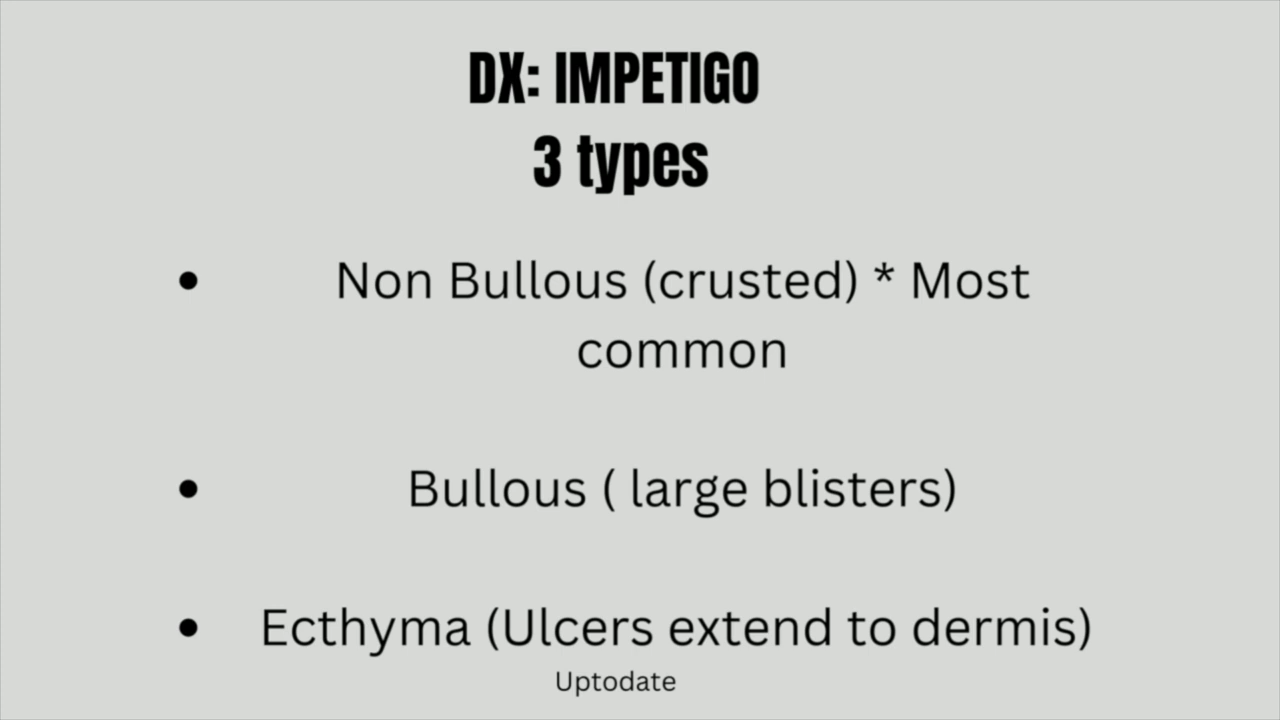 DX: IMPETIGO
3 types
• Non Bullous (crusted) * Most
common
• Bullous ( large blisters)
• Ecthyma (Ulcers extend to dermis)
Uptodate